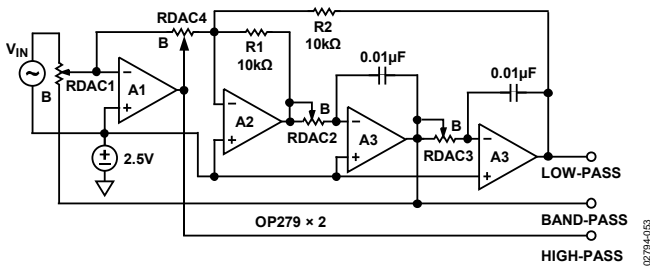 RDAC4
B
R2
10kΩ
R1
10kΩ
0.01µF
0.01µF
VIN
B
RDAC1
A1
A2
B
RDAC2
A3
B
RDAC3
A3
2.5V
LOW-PASS
OP279 × 2
BAND-PASS
HIGH-PASS
02794-053